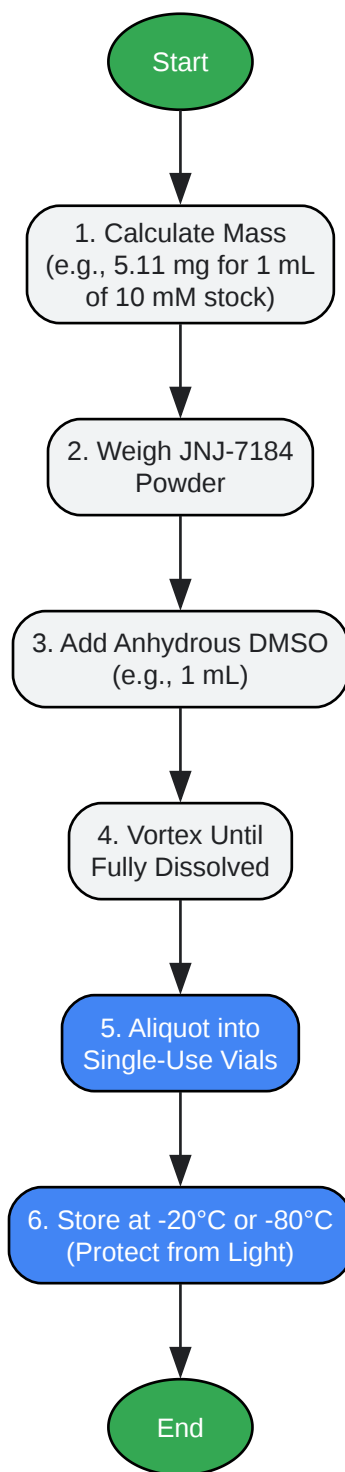 Start
1. Calculate Mass
(e.g., 5.11 mg for 1 mL
of 10 mM stock)
2. Weigh JNJ-7184
Powder
3. Add Anhydrous DMSO
(e.g., 1 mL)
4. Vortex Until
Fully Dissolved
5. Aliquot into
Single-Use Vials
6. Store at -20°C or -80°C
(Protect from Light)
End